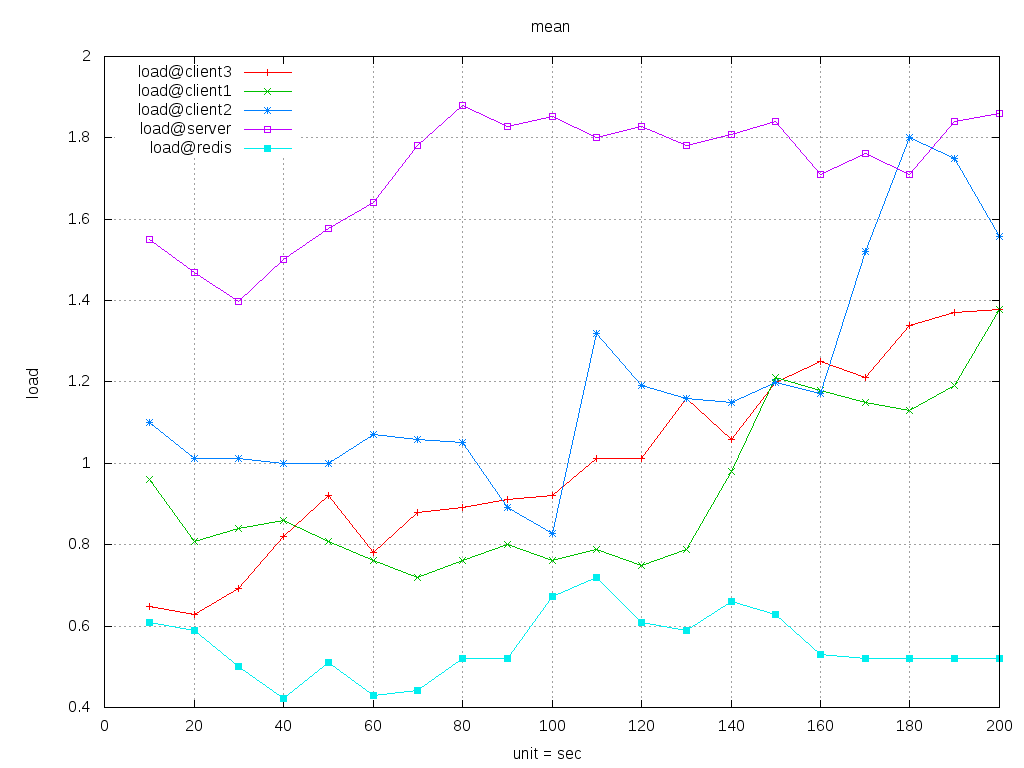 mean
load@client3
load@client1
load@client2
load@server
load@redis
2
1.8
1.6
1.4
1.2
1
0.8
0.6
0.4
load
0 20 40 60 80 100 120 140 160 180 200
unit = sec